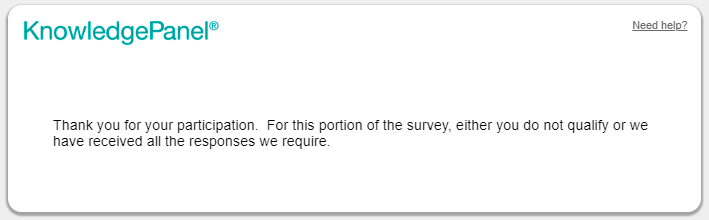 KnowledgePanel®
Need help?
Thank you for your participation.  For this portion of the survey, either you do not qualify or we
have received all the responses we require.